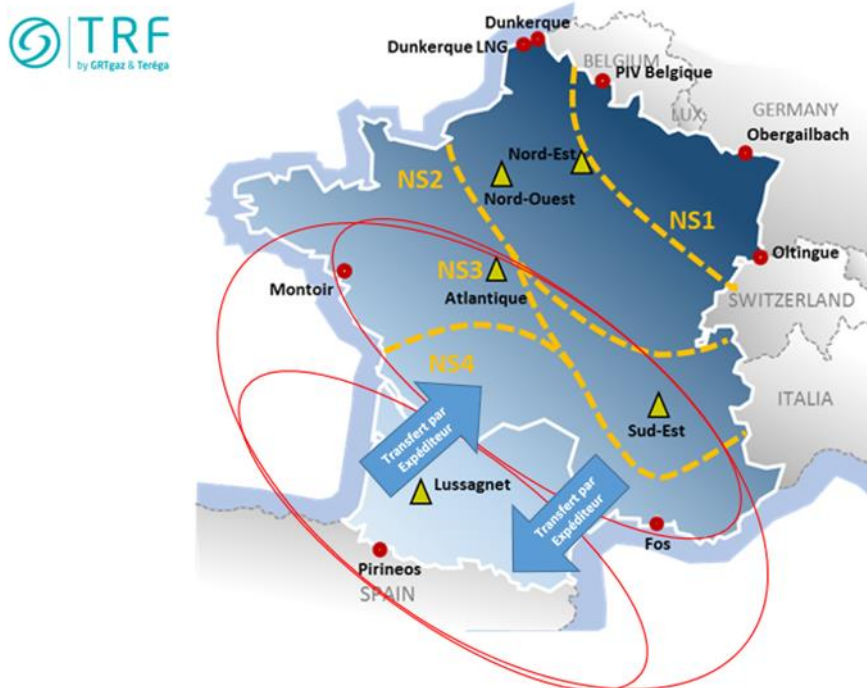 TRF
by GRTgaz & Teréga
Dunkerque
Dunkerque LNG
BELGIUM
PIV Belgique
LUX.
GERMANY
Obergailbach
Nord-Est
NS2
Nord-Ouest
NS1
Oltingue
NS3
Montoir
Atlantique
SWITZERLAND
NS4
ITALIA
Sud-Est
Transfert par
Expéditeur
Lussagnet
Transfert par
Expéditeur
Fos
Pirineos
SPAIN